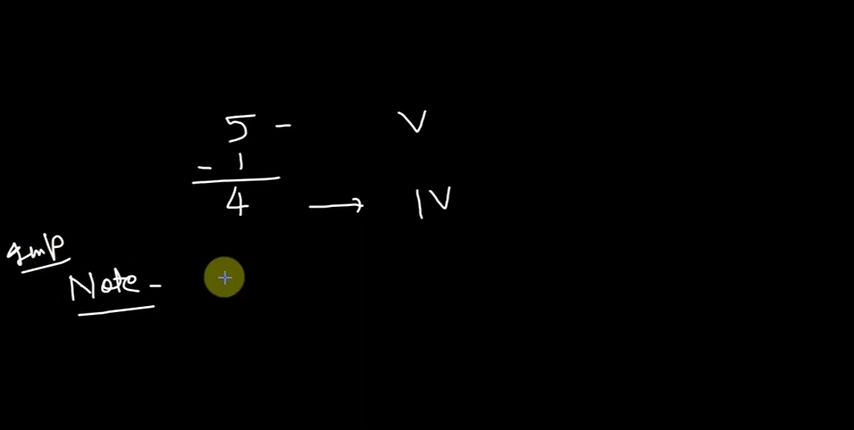 5 - V
- 1
4 → IV
Imp
Note -